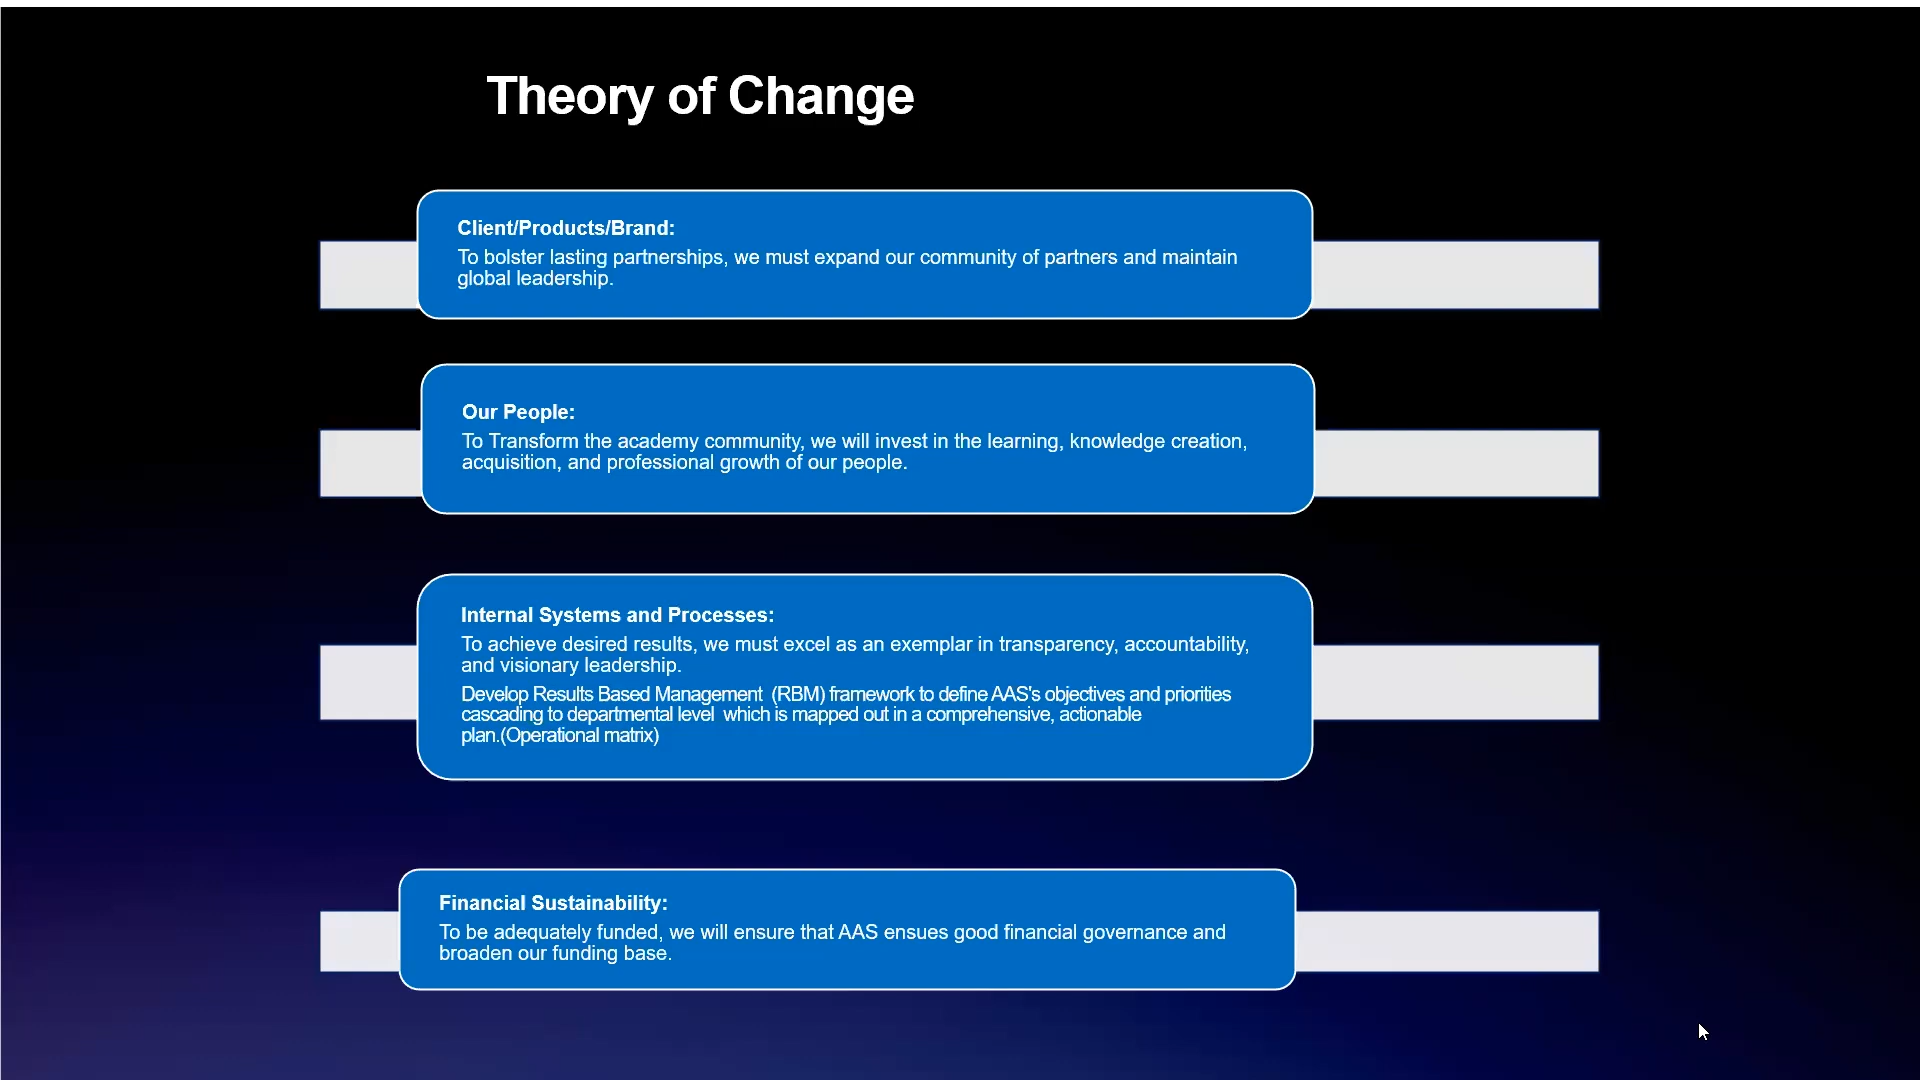 Theory of Change
Client/Products/Brand:
To bolster lasting partnerships, we must expand our community of partners and maintain
global leadership.
Our People:
To Transform the academy community, we will invest in the learning, knowledge creation,
acquisition, and professional growth of our people.
Internal Systems and Processes:
To achieve desired results, we must excel as an exemplar in transparency, accountability,
and visionary leadership.
Develop Results Based Management  (RBM) framework to define AAS's objectives and priorities
cascading to departmental level  which is mapped out in a comprehensive, actionable
plan.(Operational matrix)
Financial Sustainability:
To be adequately funded, we will ensure that AAS ensues good financial governance and
broaden our funding base.